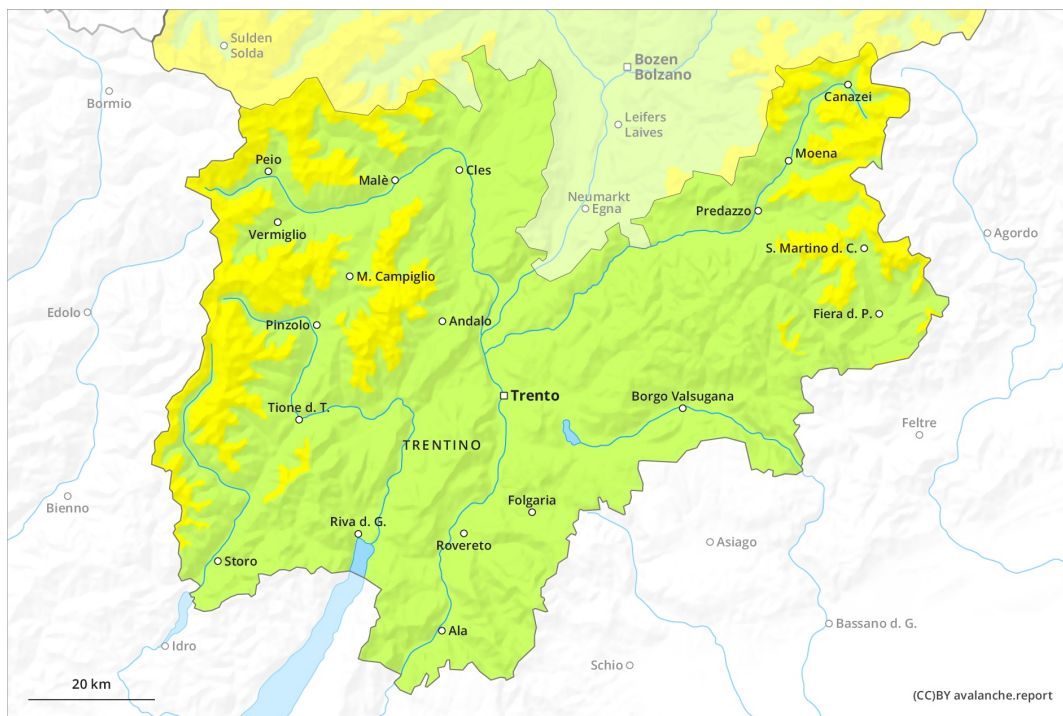 Sulden
Solda
Bozen
Bolzano
Bormio
Canazei
Leifers
Laives
Moena
Peio
Cles
Malè
Neumarkt
Egna
Predazzo
Vermiglio
Agordo
S. Martino d. C.
M. Campiglio
Edolo
Fiera d. P.
Pinzolo
Andalo
Trento
Borgo Valsugana
Tione d. T.
Feltre
TRENTINO
Bienno
Folgaria
Riva d. G.
Rovereto
Asiago
Storo
Bassano d. G.
Ala
Idro
Schio
20 km
(CC)BY avalanche.report